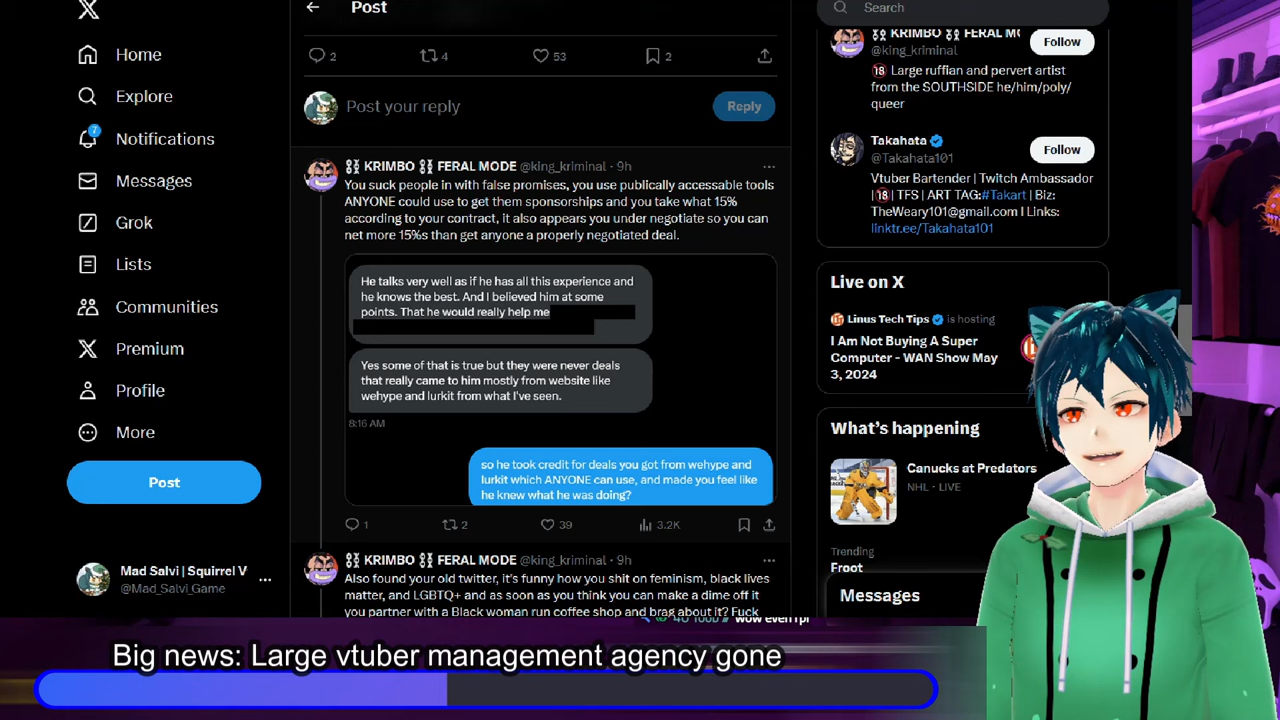 Home
Explore
7
Notifications
Messages
Grok
Lists
Communities
Premium
Profile
More
Post
Mad Salvi | Squirrel V
@Mad_Salvi_Game
Post
2
4
53
2
Post your reply
Reply
KRIMBO FERAL MODE @king_kriminal · 9h
You suck people in with false promises, you use publically accessable tools
ANYONE could use to get them sponsorships and you take what 15%
according to your contract, it also appears you under negotiate so you can
net more 15%s than get anyone a properly negotiated deal.
He talks very well as if he has all this experience and
he knows the best. And I believed him at some
points. That he would really help me
Yes some of that is true but they were never deals
that really came to him mostly from website like
wehype and lurkit from what I've seen.
8:16 AM
so he took credit for deals you got from wehype and
lurkit which ANYONE can use, and made you feel like
he knew what he was doing?
1
2
39
3.2K
KRIMBO FERAL MODE @king_kriminal · 9h
Also found your old twitter, it's funny how you shit on feminism, black lives
matter, and LGBTQ+ and as soon as you think you can make a dime off it
you partner with a Black woman run coffee shop and brag about it? Fuck
Search
KRIMBO FERAL MO
@king_kriminal
Follow
18 Large ruffian and pervert artist
from the SOUTHSIDE he/him/poly/
queer
Takahata
@Takahata101
Follow
Vtuber Bartender | Twitch Ambassador
| 18 | TFS | ART TAG:#Takart | Biz:
TheWeary101@gmail.com I Links:
linktr.ee/Takahata101
Live on X
Linus Tech Tips is hosting
I Am Not Buying A Super
Computer - WAN Show May
3, 2024
What's happening
Canucks at Predators
NHL · LIVE
Trending
Froot
Messages
wow even rpr
Big news: Large vtuber management agency gone